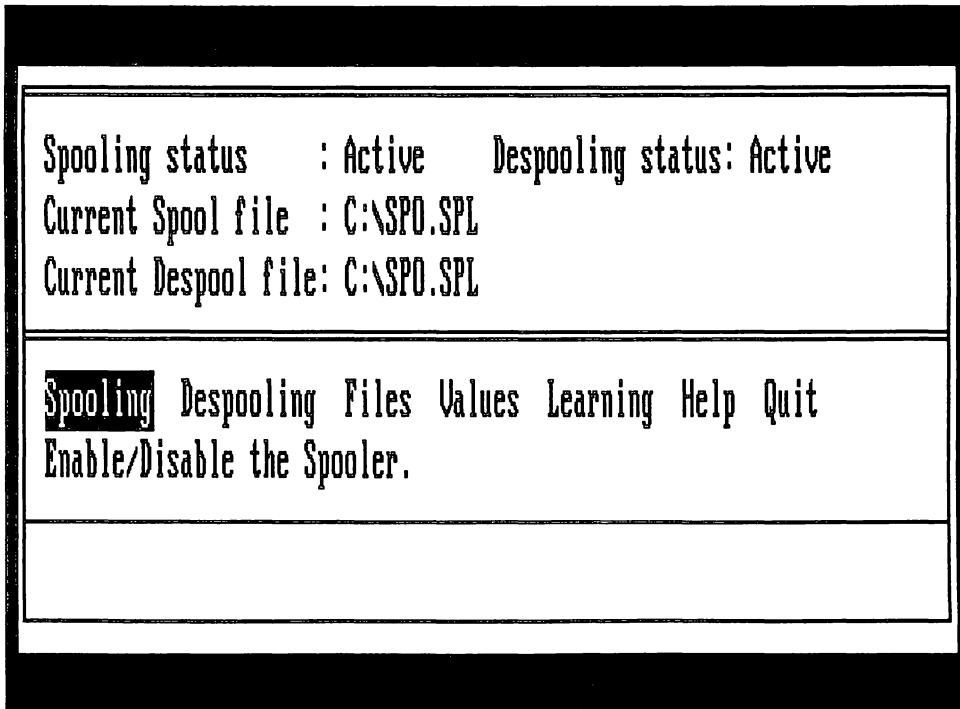 Spooling status : Active Despooling status: Active
Current Spool file : C:\SPO.SPL
Current Despool file: C:\SPO.SPL
Spooling Despooling Files Values Learning Help Quit
Enable/Disable the Spooler.